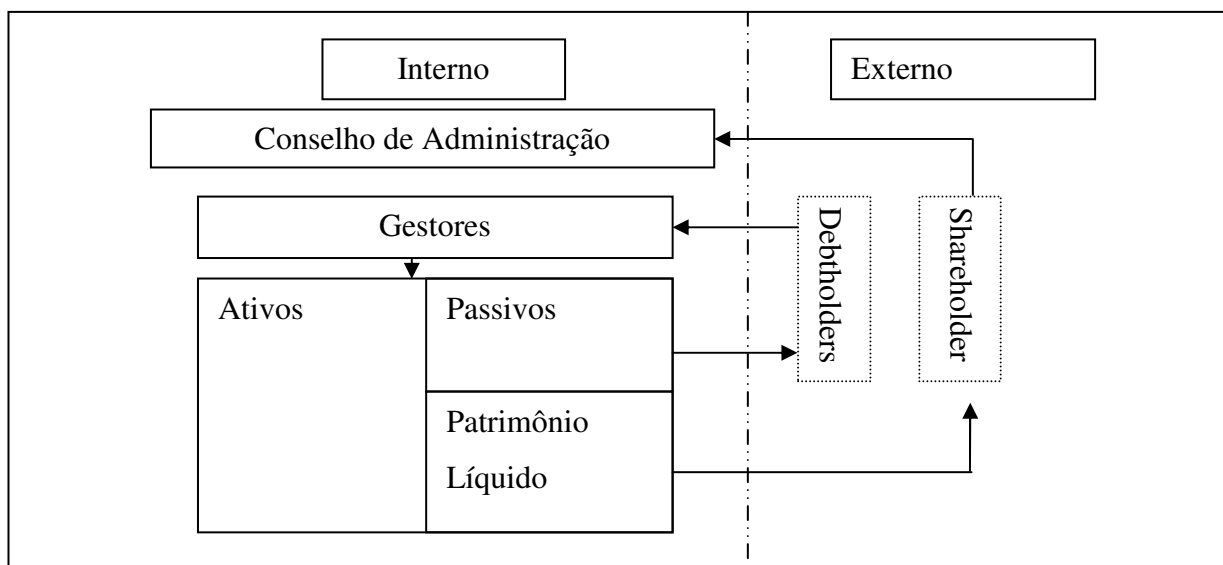 Interno
Externo
Conselho de Administração
Gestores
Debtholders
Shareholder
Ativos
Passivos
Patrimônio
Líquido